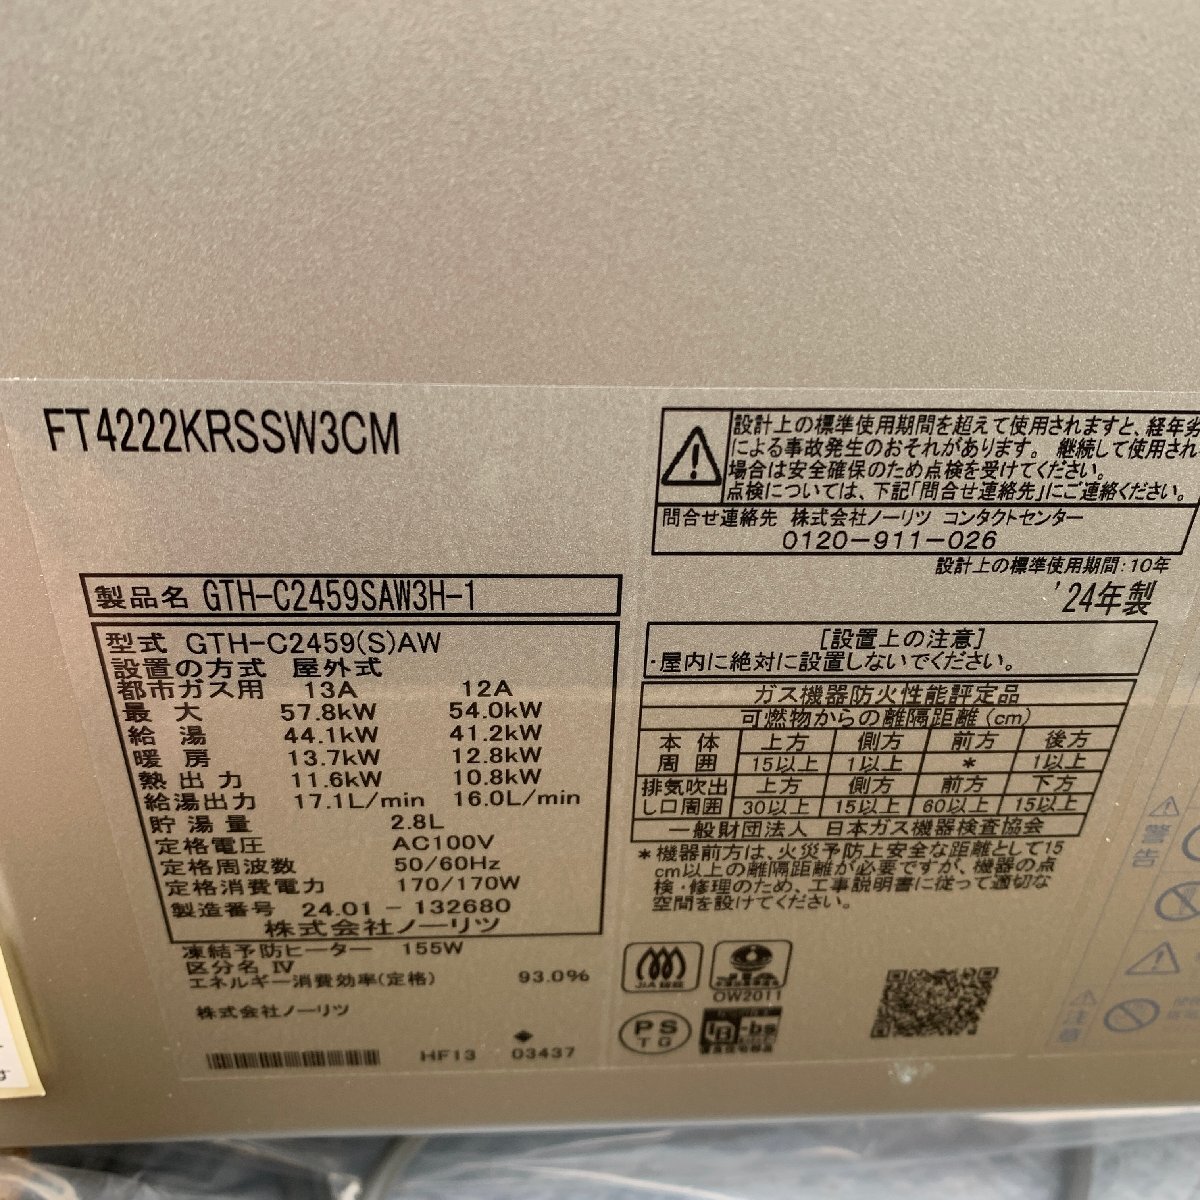 FT4222KRSSW3CM
設計上の標準使用期間を超えて使用されますと、経年劣
による事故発生のおそれがあります。 継続して使用され
場合は安全確保のため点検を受けてください。
点検については、下記「問合せ連絡先」にご連絡ください。
問合せ連絡先 株式会社ノーリツ コンタクトセンター
0120-911-026
設計上の標準使用期間:10年
'24年製
製品名 GTH-C2459SAW3H-1
型式 GTH-C2459(S)AW
設置の方式 屋外式
都市ガス用 13A 12A
最大 57.8kW 54.0kW
給湯 44.1kW 41.2kW
暖房 13.7kW 12.8kW
熱出力 11.6kW 10.8kW
給湯出力 17.1L/min 16.0L/min
貯湯量 2.8L
定格電圧 AC100V
定格周波数 50/60Hz
定格消費電力 170/170W
製造番号 24.01 - 132680
株式会社ノーリツ
凍結予防ヒーター 155W
区分名 Ⅳ
エネルギー消費効率(定格) 93.0%
株式会社ノーリツ
HF13 03437
[設置上の注意]
・屋内に絶対に設置しないでください。
ガス機器防火性能評定品
可燃物からの離隔距離(cm)
本体 上方 側方 前方 後方
周囲 15以上 1以上 * 1以上
排気吹出 上方 側方 前方 下方
し口周囲 30以上 15以上 60以上 15以上
一般財団法人 日本ガス機器検査協会
*機器前方は、火災予防上安全な距離として15
cm以上の離隔距離が必要ですが、機器の点
検・修理のため、工事説明書に従って適切な
空間を設けてください。
JIA
OW2011
PS
TG
警告
注意